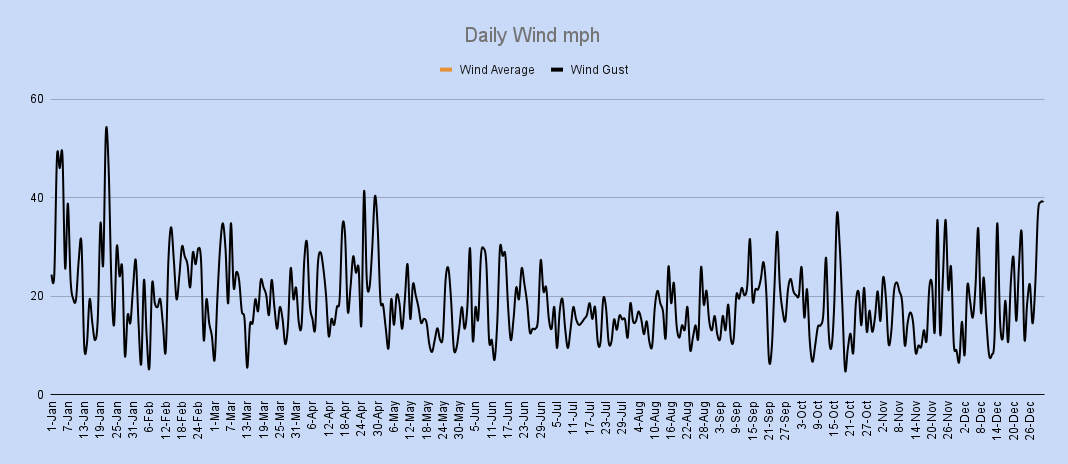 Daily Wind mph
Wind Average Wind Gust
60
40
20
0
1-Jan 7-Jan 13-Jan 19-Jan 25-Jan 31-Jan 6-Feb 12-Feb 18-Feb 24-Feb 1-Mar 7-Mar 13-Mar 19-Mar 25-Mar 31-Mar 6-Apr 12-Apr 18-Apr 24-Apr 30-Apr 6-May 12-May 18-May 24-May 30-May 5-Jun 11-Jun 17-Jun 23-Jun 29-Jun 5-Jul 11-Jul 17-Jul 23-Jul 29-Jul 4-Aug 10-Aug 16-Aug 22-Aug 28-Aug 3-Sep 9-Sep 15-Sep 21-Sep 27-Sep 3-Oct 9-Oct 15-Oct 21-Oct 27-Oct 2-Nov 8-Nov 14-Nov 20-Nov 26-Nov 2-Dec 8-Dec 14-Dec 20-Dec 26-Dec